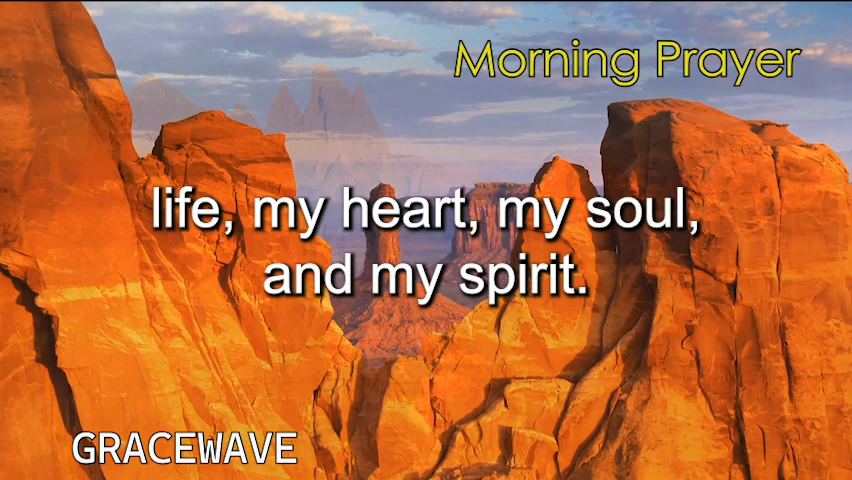 Morning Prayer
life, my heart, my soul,
and my spirit.
GRACEWAVE